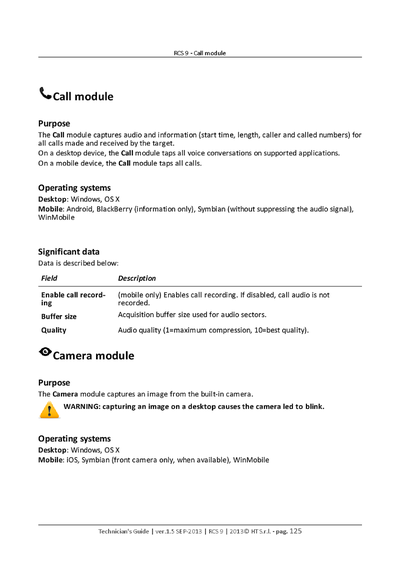 RCS 9 - Call module
Call module
Purpose
The Call module captures audio and information (start time, length, caller and called numbers) for
all calls made and received by the target.
On a desktop device, the Call module taps all voice conversations on supported applications.
On a mobile device, the Call module taps all calls.
Operating systems
Desktop: Windows, OS X
Mobile: Android, BlackBerry (information only), Symbian (without suppressing the audio signal),
WinMobile
Significant data
Data is described below:
Field Description
Enable call record- (mobile only) Enables call recording. If disabled, call audio is not
ing recorded.
Buffer size Acquisition buffer size used for audio sectors.
Quality Audio quality (1=maximum compression, 10=best quality).
Camera module
Purpose
The Camera module captures an image from the built-in camera.
WARNING: capturing an image on a desktop causes the camera led to blink.
Operating systems
Desktop: Windows, OS X
Mobile: IOS, Symbian (front camera only, when available), WinMobile
Technician's Guide | ver.1.5 SEP-2013 | RCS 9 | 2013© HT S.r.l. - pag. 125